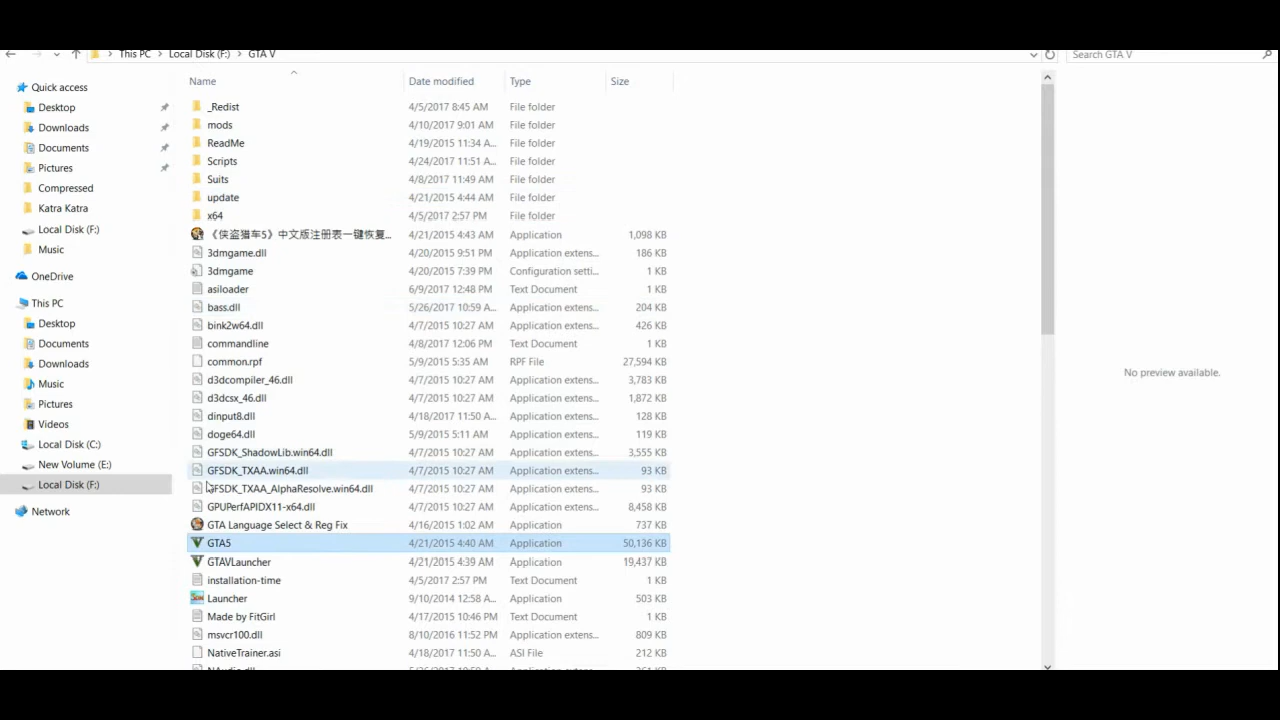 This PC > Local Disk (F:) > GTA V
Search GTA V
Name Date modified Type Size
Quick access
Desktop
Downloads
Documents
Pictures
Compressed
Katra Katra
Local Disk (F:)
Music
OneDrive
This PC
Desktop
Documents
Downloads
Music
Pictures
Videos
Local Disk (C:)
New Volume (E:)
Local Disk (F:)
Network
_Redist 4/5/2017 8:45 AM File folder
mods 4/10/2017 9:01 AM File folder
ReadMe 4/19/2015 11:34 A... File folder
Scripts 4/24/2017 11:51 A... File folder
Suits 4/8/2017 11:49 AM File folder
update 4/21/2015 4:44 AM File folder
x64 4/5/2017 2:57 PM File folder
《侠盗猎车5》中文版注册表一键恢复... 4/21/2015 4:43 AM Application 1,098 KB
3dmgame.dll 4/20/2015 9:51 PM Application extens... 186 KB
3dmgame 4/20/2015 7:39 PM Configuration setti... 1 KB
asiloader 6/9/2017 12:48 PM Text Document 1 KB
bass.dll 5/26/2017 10:59 A... Application extens... 204 KB
bink2w64.dll 4/7/2015 10:27 AM Application extens... 426 KB
commandline 4/8/2017 12:06 PM Text Document 1 KB
common.rpf 5/9/2015 5:35 AM RPF File 27,594 KB
d3dcompiler_46.dll 4/7/2015 10:27 AM Application extens... 3,783 KB
d3dcsx_46.dll 4/7/2015 10:27 AM Application extens... 1,872 KB
dinput8.dll 4/18/2017 11:50 A... Application extens... 128 KB
doge64.dll 5/9/2015 5:11 AM Application extens... 119 KB
GFSDK_ShadowLib.win64.dll 4/7/2015 10:27 AM Application extens... 3,555 KB
GFSDK_TXAA.win64.dll 4/7/2015 10:27 AM Application extens... 93 KB
GFSDK_TXAA_AlphaResolve.win64.dll 4/7/2015 10:27 AM Application extens... 93 KB
GPUPerfAPIDX11-x64.dll 4/7/2015 10:27 AM Application extens... 8,458 KB
GTA Language Select & Reg Fix 4/16/2015 1:02 AM Application 737 KB
GTA5 4/21/2015 4:40 AM Application 50,136 KB
GTAVLauncher 4/21/2015 4:39 AM Application 19,437 KB
installation-time 4/5/2017 2:57 PM Text Document 1 KB
Launcher 9/10/2014 12:58 A... Application 503 KB
Made by FitGirl 4/17/2015 10:46 PM Text Document 1 KB
msvcr100.dll 8/10/2016 11:52 PM Application extens... 809 KB
NativeTrainer.asi 4/18/2017 11:50 A... ASI File 212 KB
No preview available.